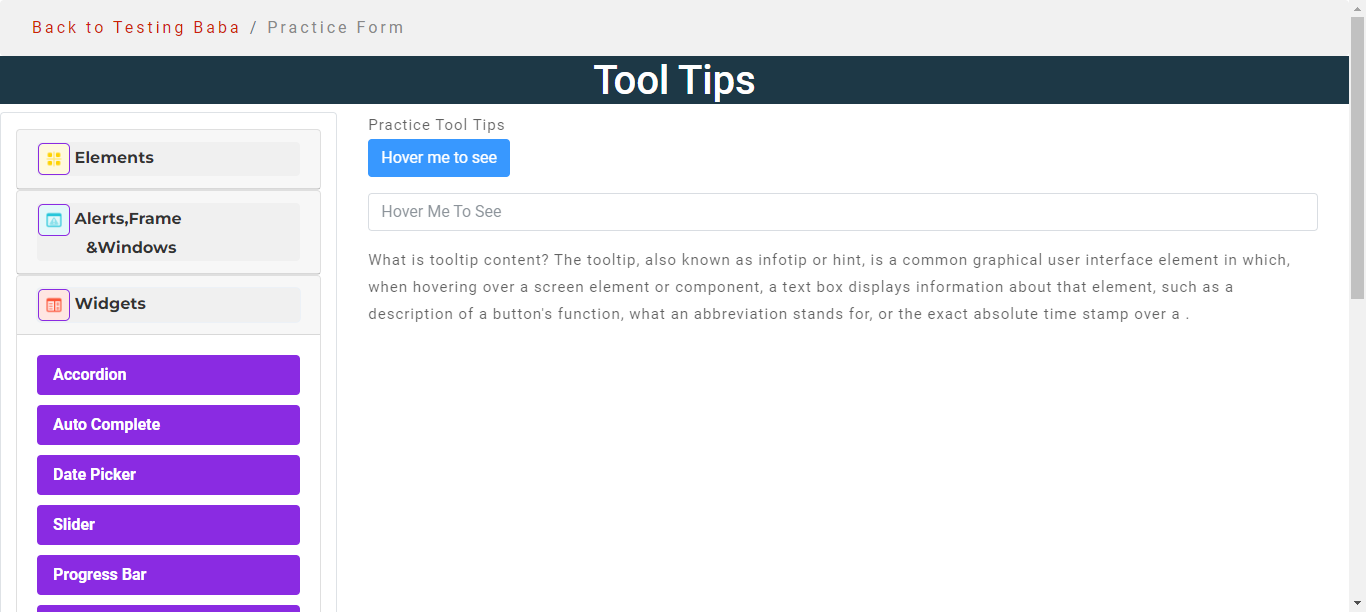 Back to Testing Baba / Practice Form
Tool Tips
Elements
Alerts,Frame
&Windows
Widgets
Accordion
Auto Complete
Date Picker
Slider
Progress Bar
Practice Tool Tips
Hover me to see
Hover Me To See
What is tooltip content? The tooltip, also known as infotip or hint, is a common graphical user interface element in which,
when hovering over a screen element or component, a text box displays information about that element, such as a
description of a button's function, what an abbreviation stands for, or the exact absolute time stamp over a .